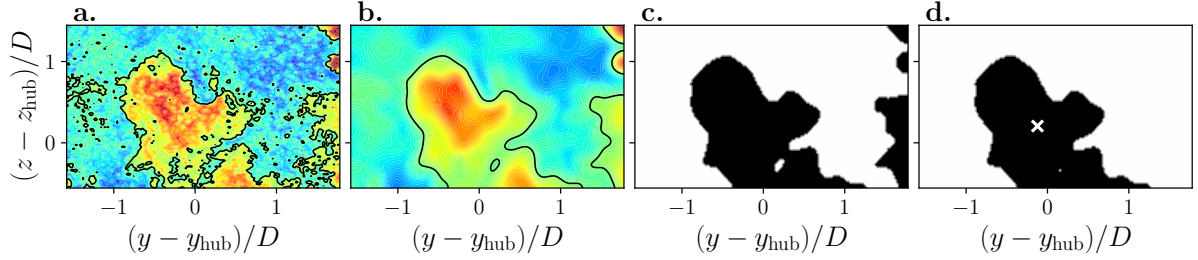 a. b. c. d.
(z − z_hub)/D
1
0
−1 0 1 −1 0 1 −1 0 1 −1 0 1
(y − y_hub)/D (y − y_hub)/D (y − y_hub)/D (y − y_hub)/D